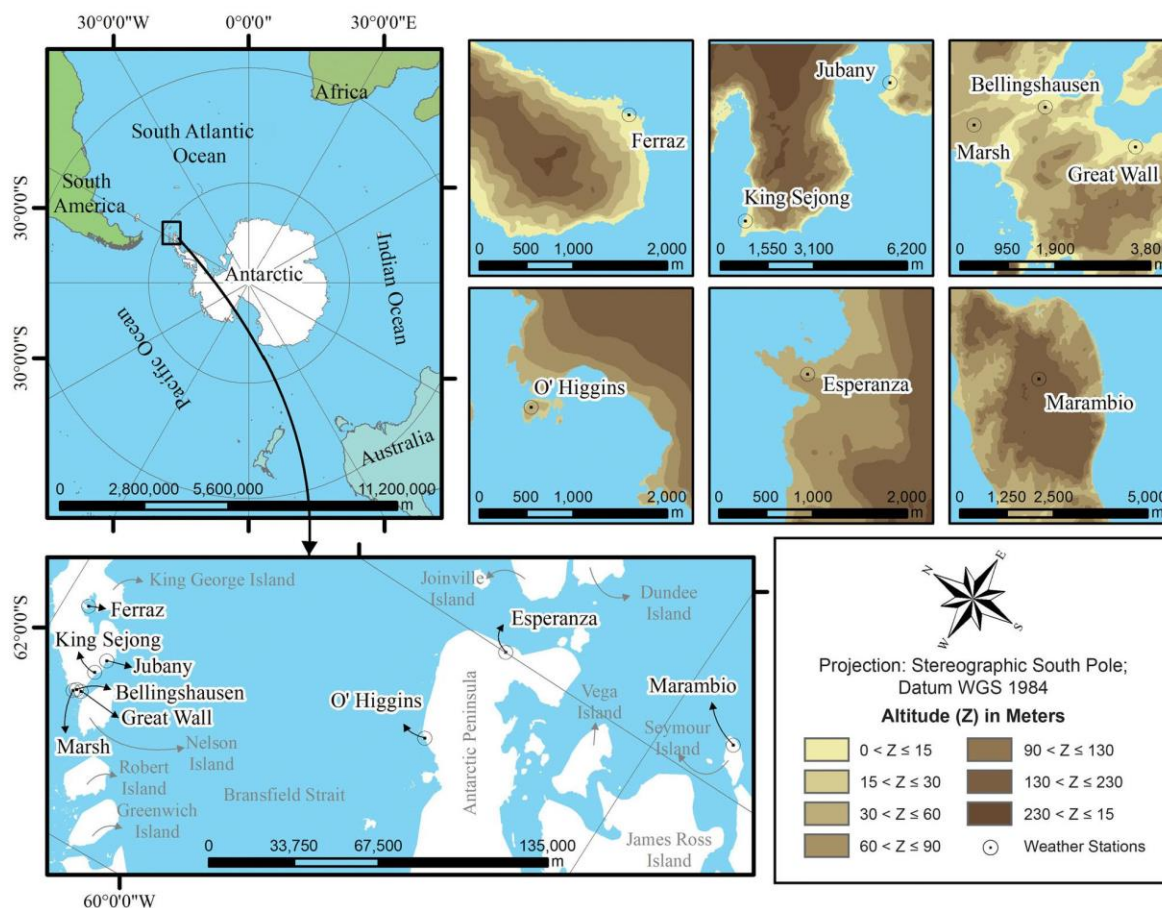 30°0'0"W
0°0'0"
30°0'0"E
30°0'0"S
30°0'0"S
Africa
South Atlantic
Ocean
South
America
Antarctic
Indian Ocean
Pacific Ocean
Australia
0
2,800,000
5,600,000
11,200,000
m
Ferraz
0
500
1,000
2,000
m
Jubany
King Sejong
0
1,550
3,100
6,200
m
Bellingshausen
Marsh
Great Wall
0
950
1,900
3,800
m
O' Higgins
0
500
1,000
2,000
m
Esperanza
0
500
1,000
2,000
m
Marambio
0
1,250
2,500
5,000
m
62°0'0"S
60°0'0"W
King George Island
Ferraz
King Sejong
Jubany
Bellingshausen
Great Wall
Marsh
Nelson
Island
Robert
Island
Greenwich
Island
Bransfield Strait
O' Higgins
Antarctic Peninsula
Joinville
Island
Dundee
Island
Esperanza
Vega
Island
Marambio
Seymour
Island
James Ross
Island
0
33,750
67,500
135,000
m
N
E
W
S
Projection: Stereographic South Pole;
Datum WGS 1984
Altitude (Z) in Meters
0 < Z ≤ 15
15 < Z ≤ 30
30 < Z ≤ 60
60 < Z ≤ 90
90 < Z ≤ 130
130 < Z ≤ 230
230 < Z ≤ 15
Weather Stations